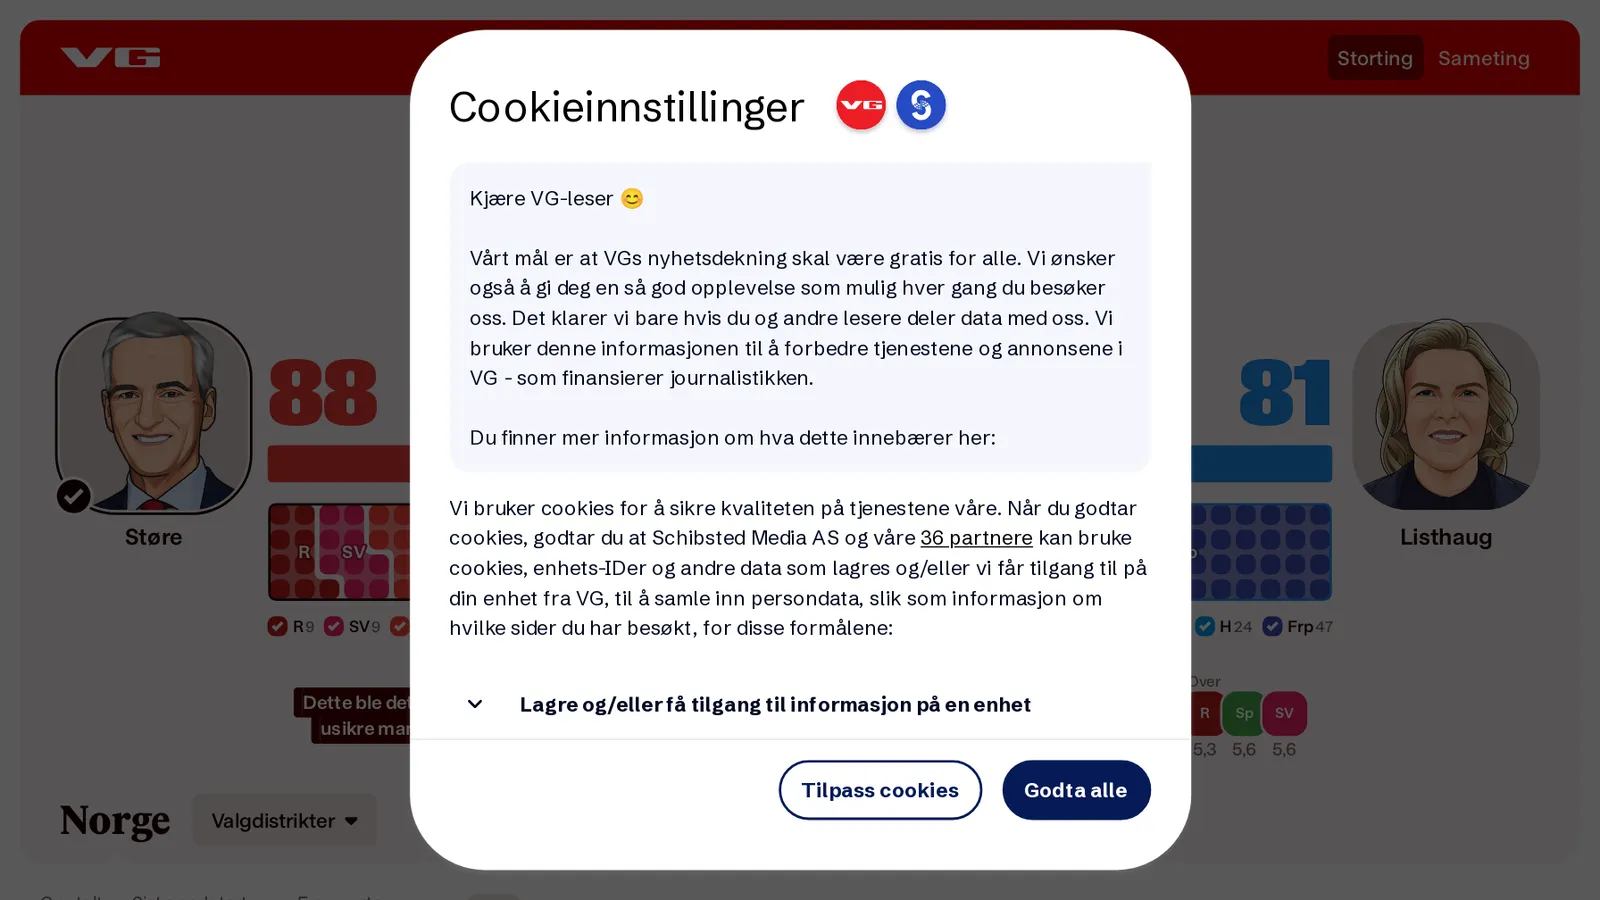 VG
Storting Sameting
Cookieinnstillinger
VG S
Kjære VG-leser 😊
Vårt mål er at VGs nyhetsdekning skal være gratis for alle. Vi ønsker
også å gi deg en så god opplevelse som mulig hver gang du besøker
oss. Det klarer vi bare hvis du og andre lesere deler data med oss. Vi
bruker denne informasjonen til å forbedre tjenestene og annonsene i
VG - som finansierer journalistikken.
Du finner mer informasjon om hva dette innebærer her:
Vi bruker cookies for å sikre kvaliteten på tjenestene våre. Når du godtar
cookies, godtar du at Schibsted Media AS og våre 36 partnere kan bruke
cookies, enhets-IDer og andre data som lagres og/eller vi får tilgang til på
din enhet fra VG, til å samle inn persondata, slik som informasjon om
hvilke sider du har besøkt, for disse formålene:
Lagre og/eller få tilgang til informasjon på en enhet
Tilpass cookies Godta alle
88
81
Støre
Listhaug
R SV
R 9 SV 9
H 24 Frp 47
Dette ble det
usikre
Over
R Sp SV
5,3 5,6 5,6
Norge Valgdistrikter